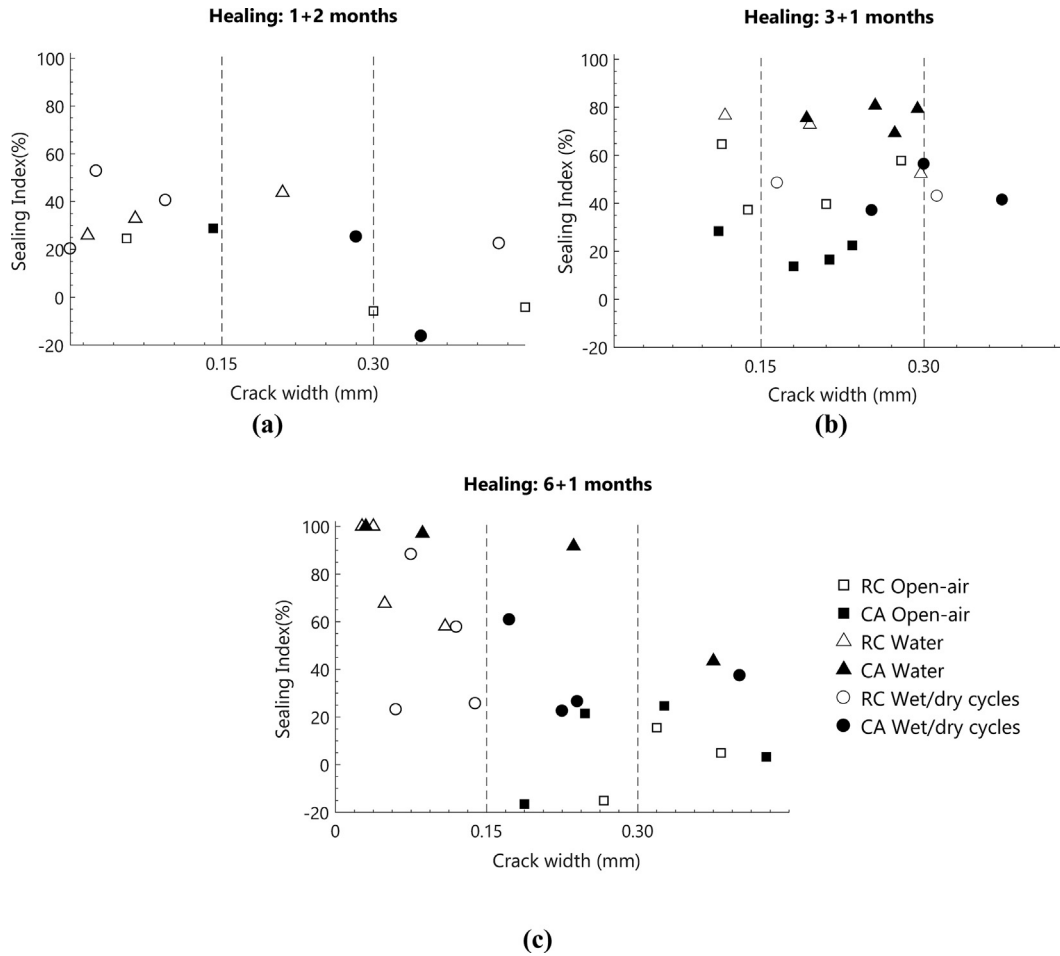 Healing: 1+2 months
100
80
60
40
20
0
-20
Sealing Index(%)
0.15
0.30
Crack width (mm)
(a)
Healing: 3+1 months
100
80
60
40
20
0
-20
Sealing Index (%)
0.15
0.30
Crack width (mm)
(b)
Healing: 6+1 months
100
80
60
40
20
0
-20
Sealing Index(%)
0
0.15
0.30
Crack width (mm)
RC Open-air
CA Open-air
RC Water
CA Water
RC Wet/dry cycles
CA Wet/dry cycles
(c)